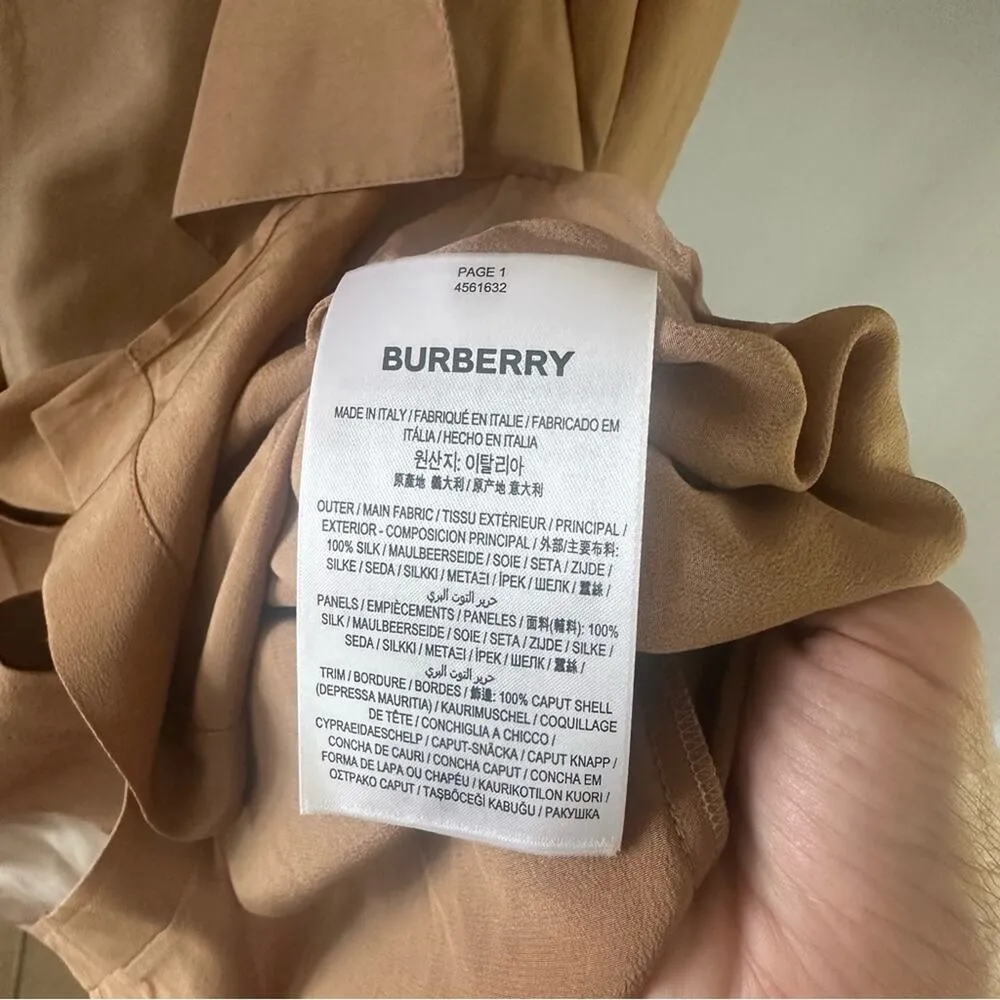 PAGE 1
4561632
BURBERRY
MADE IN ITALY / FABRIQUÉ EN ITALIE / FABRICADO EM
ITÁLIA / HECHO EN ITALIA
원산지: 이탈리아
原產地 義大利 / 原产地 意大利
OUTER / MAIN FABRIC / TISSU EXTÉRIEUR / PRINCIPAL /
EXTERIOR - COMPOSICION PRINCIPAL / 外部/主要布料:
100% SILK / MAULBEERSEIDE / SOIE / SETA / ZIJDE /
SILKE / SEDA / SILKKI / ΜΕΤΑΞΙ / İPEK / ШЕЛК / 蠶絲 /
حرير التوت البري
PANELS / EMPIÈCEMENTS / PANELES / 面料(輔料): 100%
SILK / MAULBEERSEIDE / SOIE / SETA / ZIJDE / SILKE /
SEDA / SILKKI / ΜΕΤΑΞΙ / İPEK / ШЕЛК / 蠶絲 /
حرير التوت البري
TRIM / BORDURE / BORDES / 飾邊: 100% CAPUT SHELL
(DEPRESSA MAURITIA) / KAURIMUSCHEL / COQUILLAGE
DE TÊTE / CONCHIGLIA A CHICCO /
CYPRAEIDAESCHELP / CAPUT-SNÄCKA / CAPUT KNAPP /
CONCHA DE CAURI / CONCHA CAPUT / CONCHA EM
FORMA DE LAPA OU CHAPÉU / KAURIKOTILON KUORI /
ΟΣΤΡΑΚΟ CAPUT / TAŞBÖCEĞİ KABUĞU / РАКУШКА